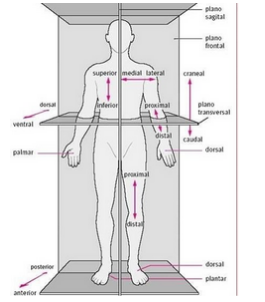 plano
sagital
plano
frontal
superior
medial
lateral
craneal
inferior
proximal
dorsal
plano
transversal
ventral
distal
caudal
palmar
dorsal
proximal
distal
posterior
dorsal
plantar
anterior